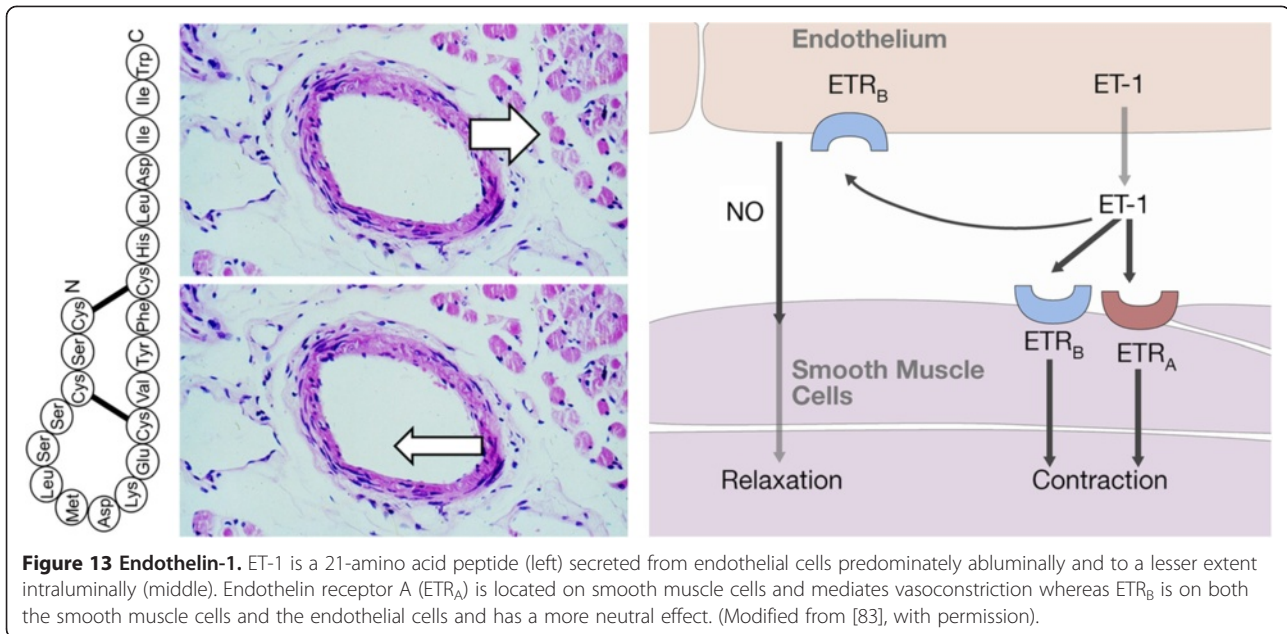 N
Cys
Ser
Cys
Ser
Ser
Leu
Met
Asp
Lys
Glu
Cys
Val
Tyr
Phe
Cys
His
Leu
Asp
Ile
Ile
Trp
C
Endothelium
ETR_B
ET-1
NO
ET-1
ETR_B
ETR_A
Smooth Muscle
Cells
Relaxation
Contraction
Figure 13 Endothelin-1. ET-1 is a 21-amino acid peptide (left) secreted from endothelial cells predominately abluminally and to a lesser extent
intraluminally (middle). Endothelin receptor A (ETR_A) is located on smooth muscle cells and mediates vasoconstriction whereas ETR_B is on both
the smooth muscle cells and the endothelial cells and has a more neutral effect. (Modified from [83], with permission).